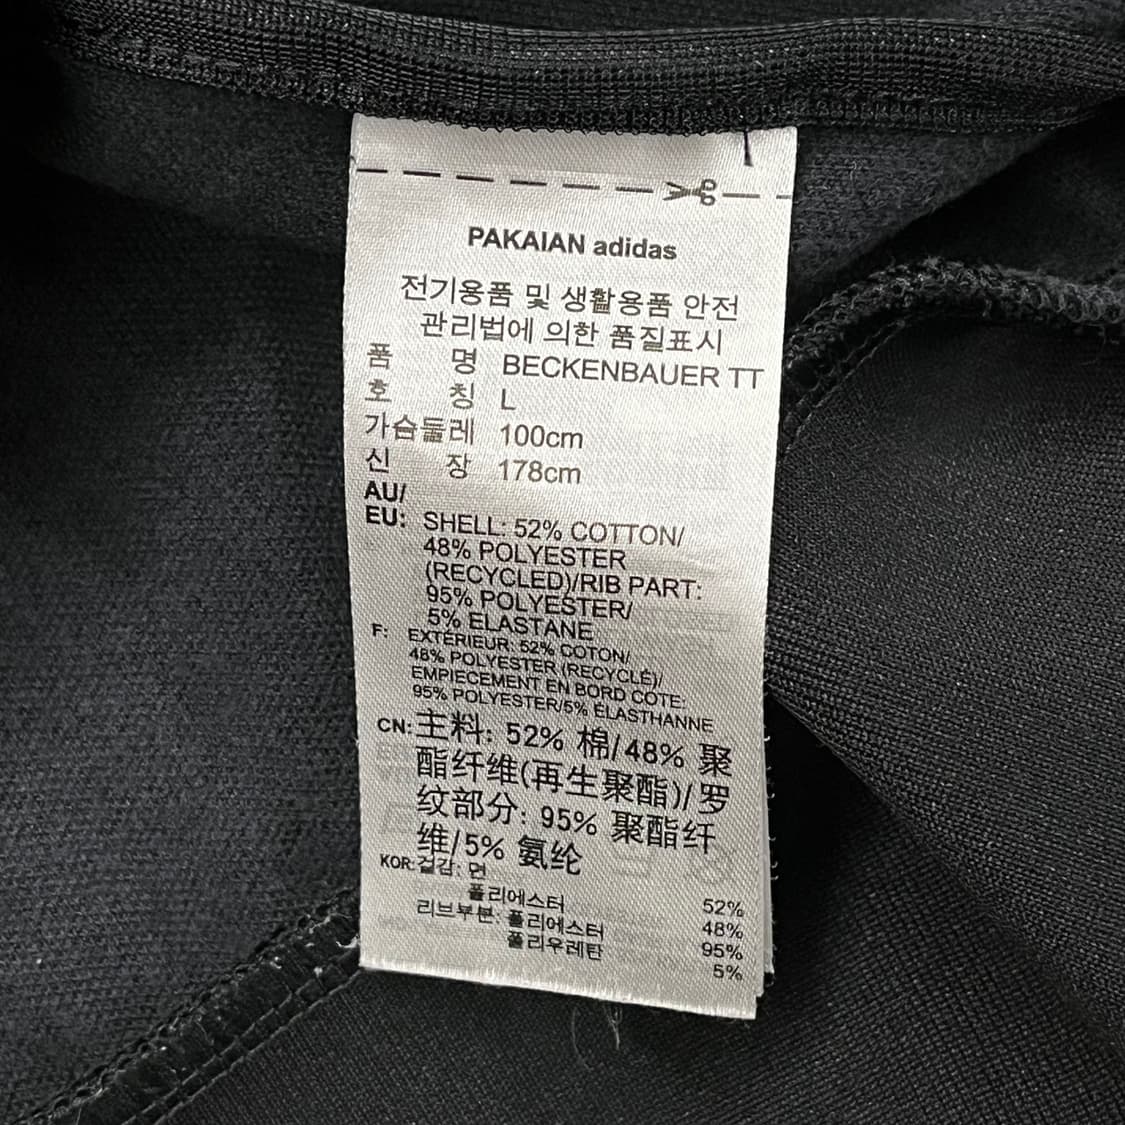 PAKAIAN adidas
전기용품 및 생활용품 안전
관리법에 의한 품질표시
품 명 BECKENBAUER TT
호 칭 L
가슴둘레 100cm
신 장 178cm
AU/
EU: SHELL: 52% COTTON/
48% POLYESTER
(RECYCLED)/RIB PART:
95% POLYESTER/
5% ELASTANE
F: EXTÉRIEUR: 52% COTON/
48% POLYESTER (RECYCLÉ)/
EMPIECEMENT EN BORD COTE:
95% POLYESTER/5% ÉLASTHANNE
CN: 主料: 52% 棉/48% 聚
酯纤维(再生聚酯)/罗
纹部分: 95% 聚酯纤
维/5% 氨纶
KOR: 겉감: 면 52%
폴리에스터 48%
리브부분: 폴리에스터 95%
폴리우레탄 5%